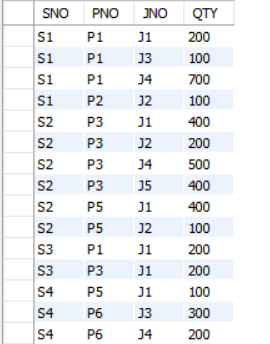 SNO PNO JNO QTY
S1 P1 J1 200
S1 P1 J3 100
S1 P1 J4 700
S1 P2 J2 100
S2 P3 J1 400
S2 P3 J2 200
S2 P3 J4 500
S2 P3 J5 400
S2 P5 J1 400
S2 P5 J2 100
S3 P1 J1 200
S3 P3 J1 200
S4 P5 J1 100
S4 P6 J3 300
S4 P6 J4 200